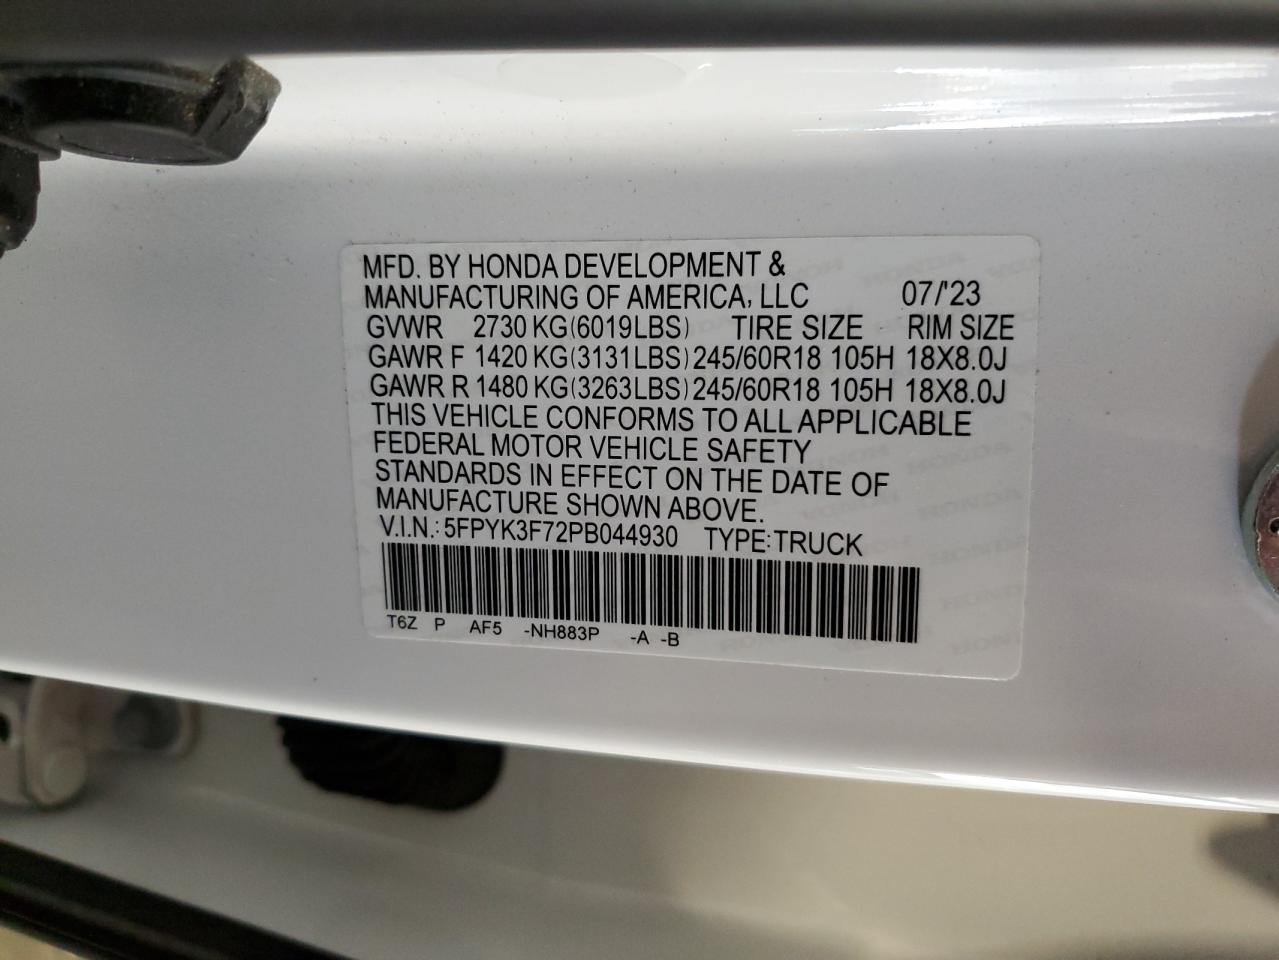 MFD. BY HONDA DEVELOPMENT &
MANUFACTURING OF AMERICA, LLC 07/'23
GVWR 2730 KG(6019LBS) TIRE SIZE RIM SIZE
GAWR F 1420 KG(3131LBS) 245/60R18 105H 18X8.0J
GAWR R 1480 KG(3263LBS) 245/60R18 105H 18X8.0J
THIS VEHICLE CONFORMS TO ALL APPLICABLE
FEDERAL MOTOR VEHICLE SAFETY
STANDARDS IN EFFECT ON THE DATE OF
MANUFACTURE SHOWN ABOVE.
V.I.N.: 5FPYK3F72PB044930 TYPE: TRUCK
T6Z P AF5 -NH883P -A -B